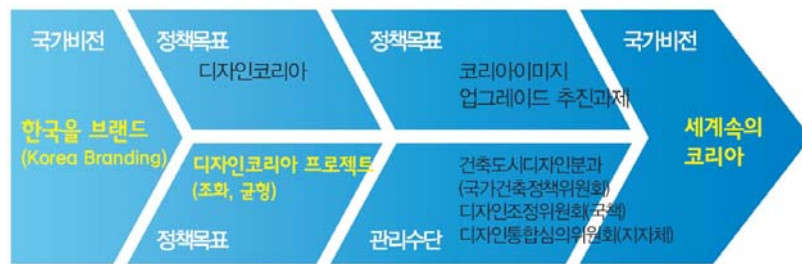 국가비전
한국을 브랜드
(Korea Branding)
정책목표
디자인코리아
디자인코리아 프로젝트
(조화, 균형)
정책목표
정책목표
코리아이미지
업그레이드 추진과제
건축도시디자인분과
(국가건축정책위원회)
디자인조정위원회(국책)
디자인통합심의위원회(지자체)
관리수단
국가비전
세계속의
코리아